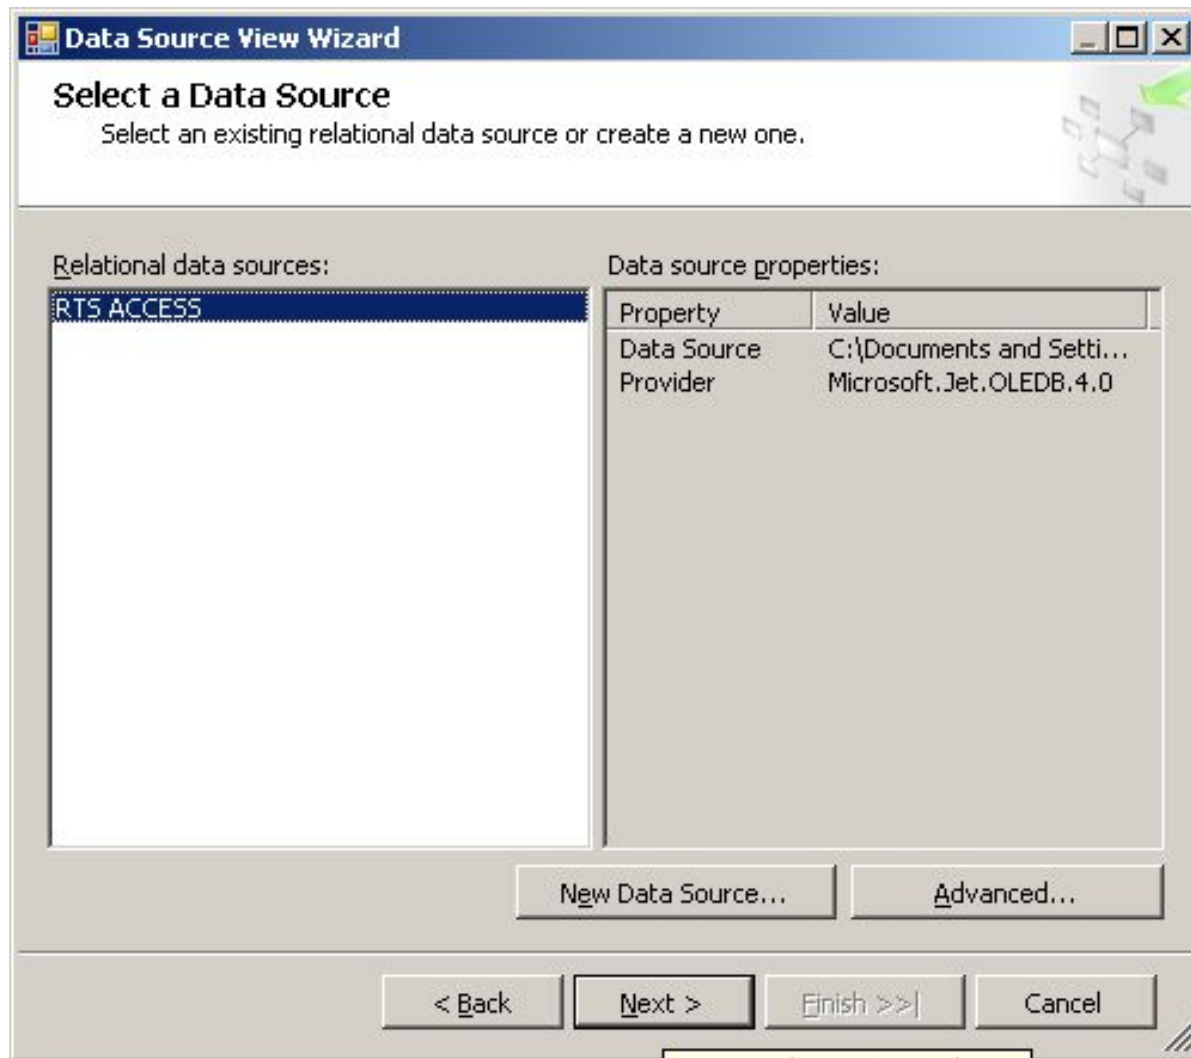 Data Source View Wizard
Select a Data Source
Select an existing relational data source or create a new one.
Relational data sources:
Data source properties:
RTS ACCESS
Property Value
Data Source C:\Documents and Setti...
Provider Microsoft.Jet.OLEDB.4.0
New Data Source... Advanced...
< Back Next > Finish >>| Cancel